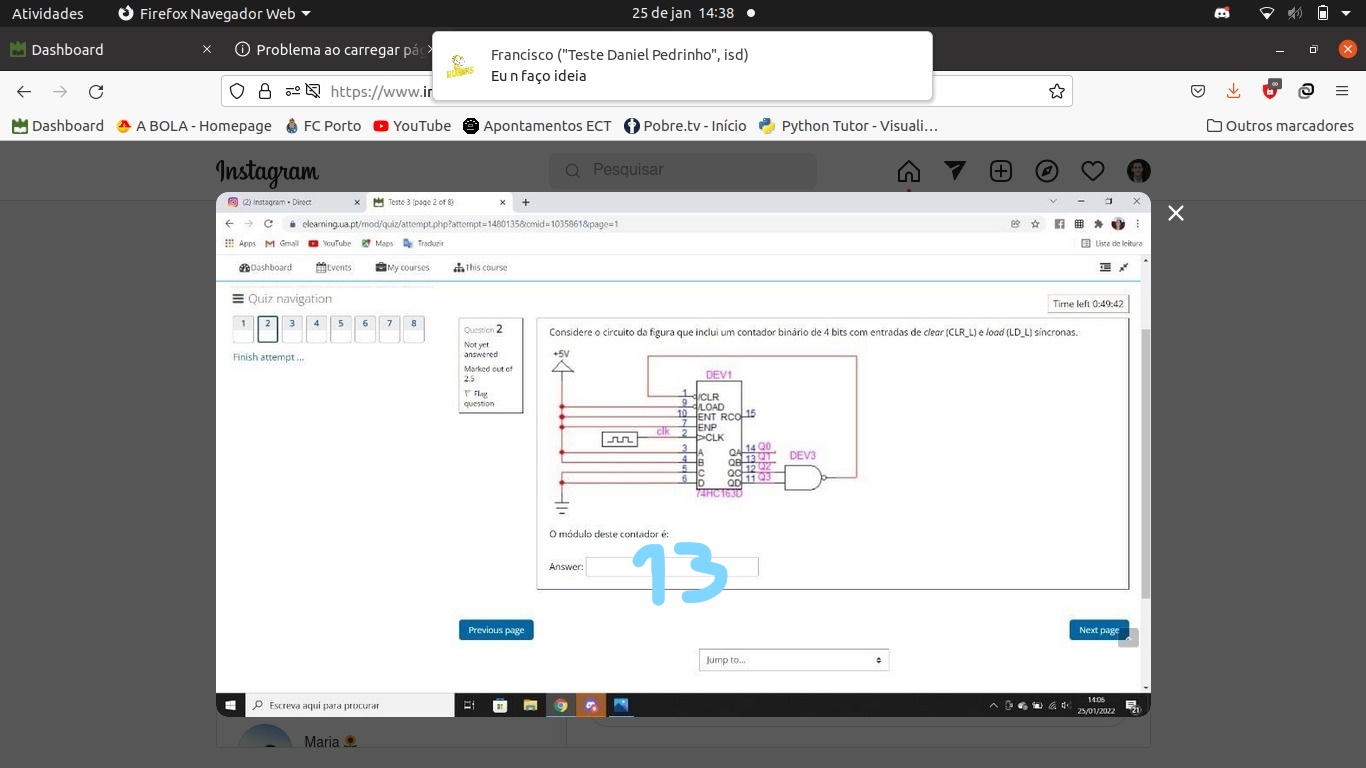 Atividades
Firefox Navegador Web
25 de jan 14:38
Dashboard
Problema ao carregar pág
Francisco ("Teste Daniel Pedrinho", isd)
Eu n faço ideia
https://www.in
Dashboard
A BOLA - Homepage
FC Porto
YouTube
Apontamentos ECT
Pobre.tv - Início
Python Tutor - Visuali…
Outros marcadores
Instagram
Pesquisar
(2) Instagram • Direct
Teste 3 (page 2 of 8)
elearning.ua.pt/mod/quiz/attempt.php?attempt=1480135&cmid=1035861&page=1
Apps
Gmail
YouTube
Maps
Traduzir
Lista de leitura
Dashboard
Events
My courses
This course
Quiz navigation
1 2 3 4 5 6 7 8
Finish attempt ...
Time left 0:49:42
Question 2
Not yet
answered
Marked out of
2.5
Flag
question
Considere o circuito da figura que inclui um contador binário de 4 bits com entradas de clear (CLR_L) e load (LD_L) síncronas.
+5V
DEV1
1 /CLR
9 /LOAD
10 ENT RCO 15
7 ENP
clk 2 >CLK
3 A QA 14 Q0
4 B QB 13 Q1
5 C QC 12 Q2
6 D QD 11 Q3
DEV3
74HC163D
O módulo deste contador é:
Answer:
13
Previous page
Next page
Jump to...
Escreva aqui para procurar
14:06
25/01/2022
21
Maria